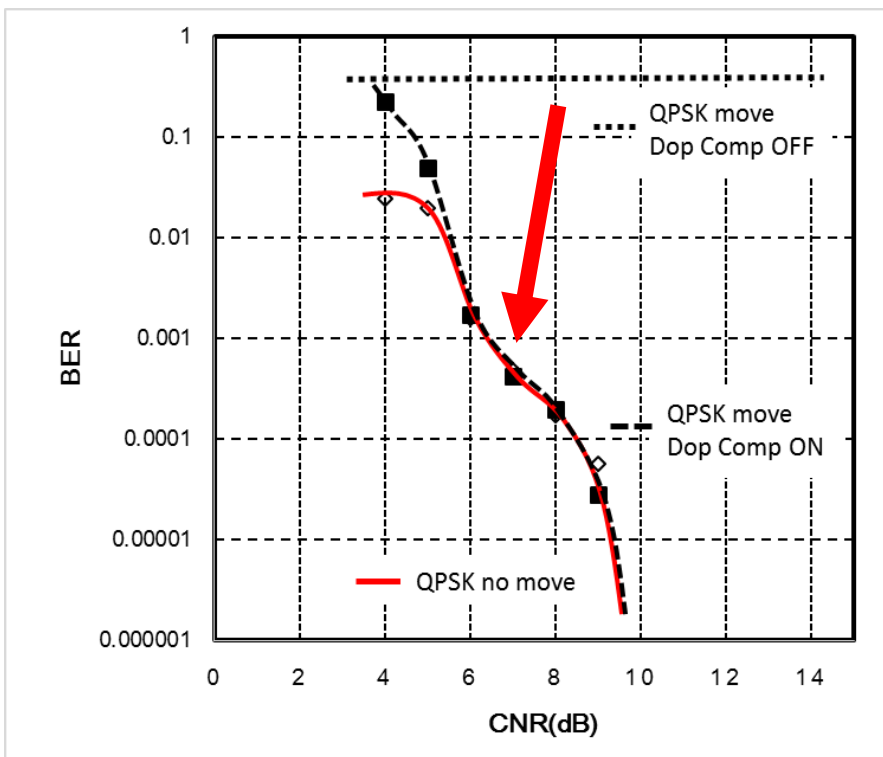 1
0.1
0.01
0.001
0.0001
0.00001
0.000001
BER
QPSK move
Dop Comp OFF
QPSK move
Dop Comp ON
QPSK no move
0 2 4 6 8 10 12 14
CNR(dB)